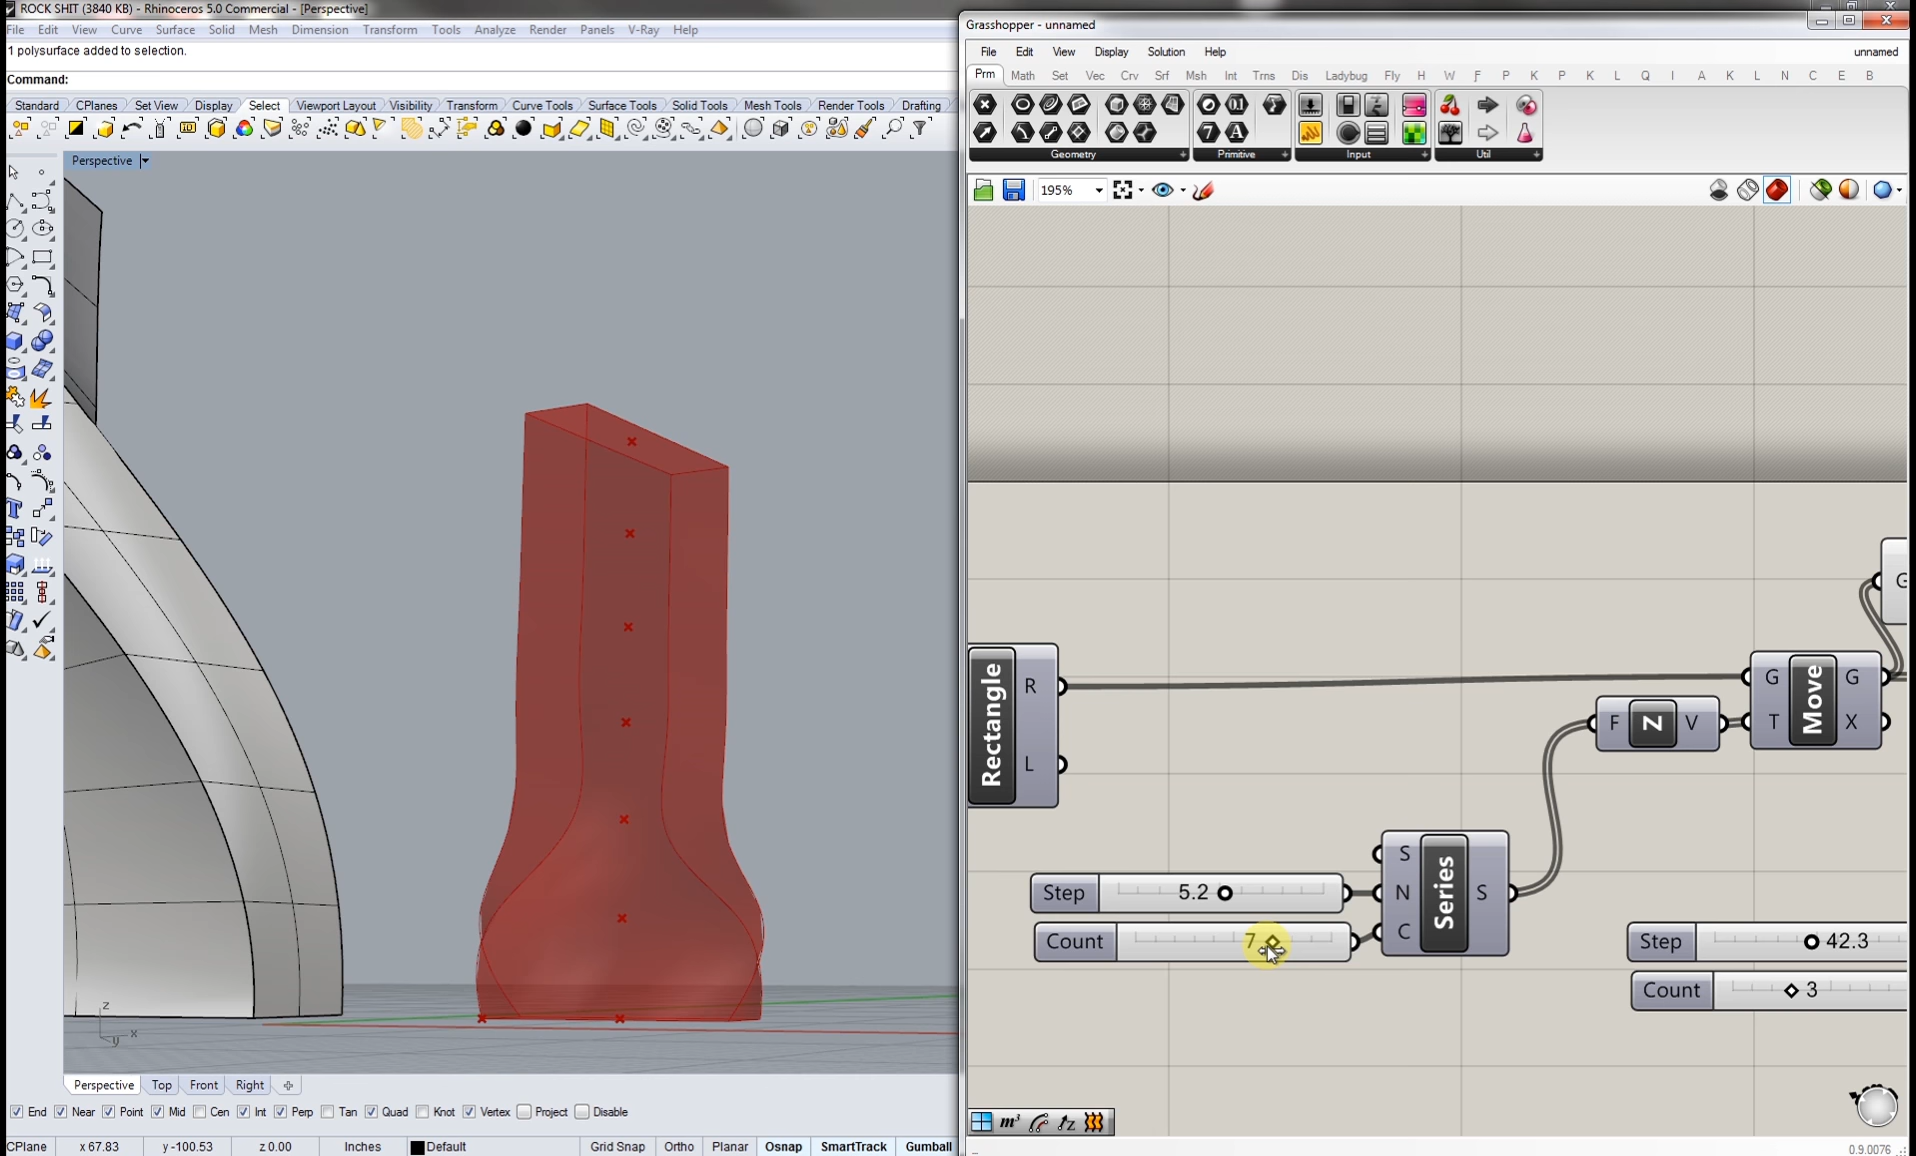 ROCK SHIT (3840 KB) - Rhinoceros 5.0 Commercial - [Perspective]
File Edit View Curve Surface Solid Mesh Dimension Transform Tools Analyze Render Panels V-Ray Help
1 polysurface added to selection.
Command:
Standard CPlanes Set View Display Select Viewport Layout Visibility Transform Curve Tools Surface Tools Solid Tools Mesh Tools Render Tools Drafting
Perspective
z
x
y
Perspective Top Front Right
End Near Point Mid Cen Int Perp Tan Quad Knot Vertex Project Disable
CPlane x 67.83 y -100.53 z 0.00 Inches Default Grid Snap Ortho Planar Osnap SmartTrack Gumball
Grasshopper - unnamed
File Edit View Display Solution Help unnamed
Prm Math Set Vec Crv Srf Msh Int Trns Dis Ladybug Fly H W F P K P K L Q I A K L N C E B
Geometry Primitive Input Util
195%
Rectangle R L
G
G Move G
T X
F Z V
S Series S
N
C
Step 5.2
Count 7
Step 42.3
Count 3
0.9.0076